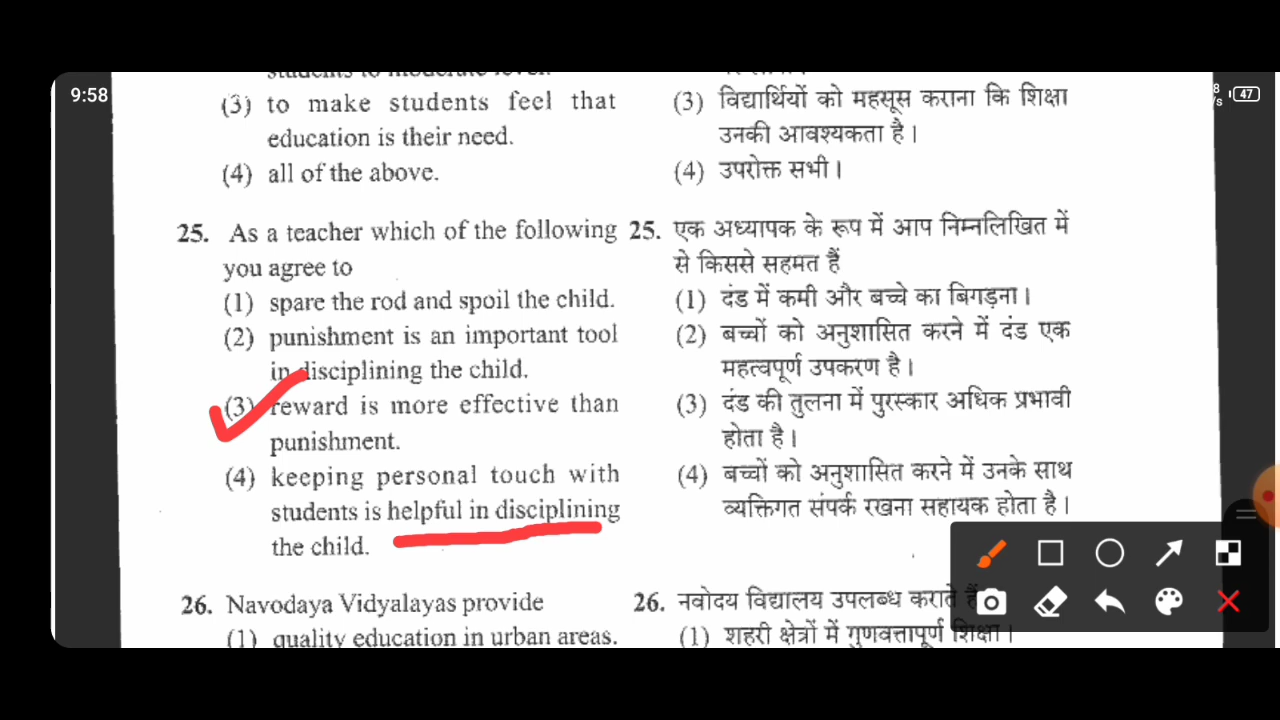 9:58
47
students to moderate level.
(3) to make students feel that
education is their need.
(4) all of the above.
25. As a teacher which of the following
you agree to
(1) spare the rod and spoil the child.
(2) punishment is an important tool
in disciplining the child.
(3) reward is more effective than
punishment.
(4) keeping personal touch with
students is helpful in disciplining
the child.
26. Navodaya Vidyalayas provide
(1) quality education in urban areas.
(3) विद्यार्थियों को महसूस कराना कि शिक्षा
उनकी आवश्यकता है।
(4) उपरोक्त सभी।
25. एक अध्यापक के रूप में आप निम्नलिखित में
से किससे सहमत हैं
(1) दंड में कमी और बच्चे का बिगड़ना।
(2) बच्चों को अनुशासित करने में दंड एक
महत्वपूर्ण उपकरण है।
(3) दंड की तुलना में पुरस्कार अधिक प्रभावी
होता है।
(4) बच्चों को अनुशासित करने में उनके साथ
व्यक्तिगत संपर्क रखना सहायक होता है।
26. नवोदय विद्यालय उपलब्ध कराते हैं
(1) शहरी क्षेत्रों में गुणवत्तापूर्ण शिक्षा।